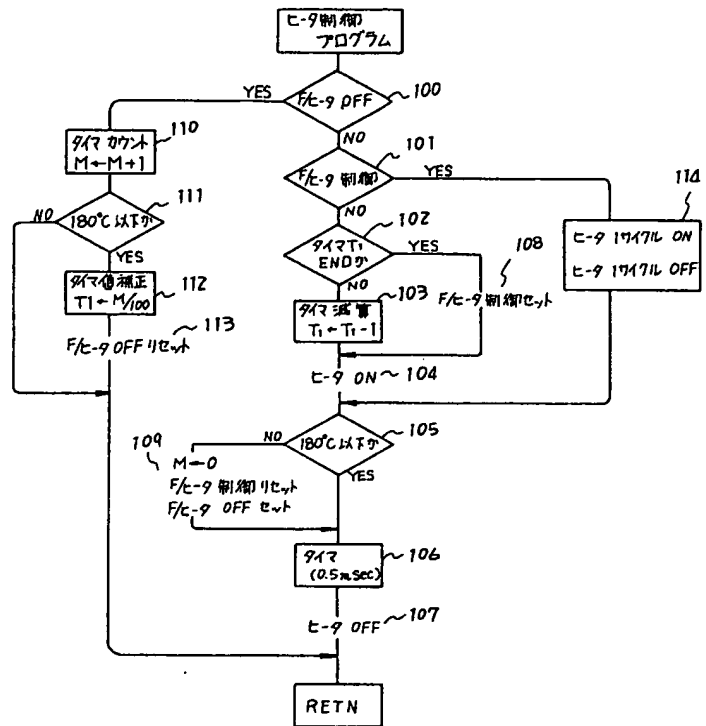 ヒータ制御
プログラム
F/ヒータ OFF
100
YES
NO
110
タイマ カウント
M←M+1
F/ヒータ 制御
101
YES
NO
111
180℃以下か
NO
YES
タイマT1
ENDか
102
YES
NO
108
F/ヒータ制御セット
114
ヒータ 1サイクル ON
ヒータ 1サイクル OFF
タイマ値補正
T1←M/100
112
タイマ減算
T1←T1-1
103
113
F/ヒータ OFF リセット
ヒータ ON
104
180℃以下か
105
NO
YES
109
M←0
F/ヒータ 制御リセット
F/ヒータ OFF セット
タイマ
(0.5msec)
106
ヒータ OFF
107
RETN